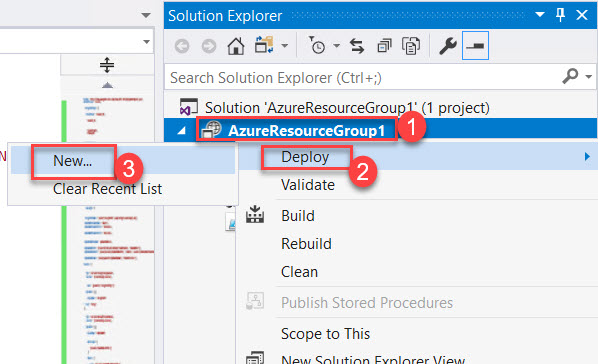 Solution Explorer
Search Solution Explorer (Ctrl+;)
Solution 'AzureResourceGroup1' (1 project)
AzureResourceGroup1
1
Deploy
2
New...
3
Clear Recent List
Validate
Build
Rebuild
Clean
Publish Stored Procedures
Scope to This
New Solution Explorer View